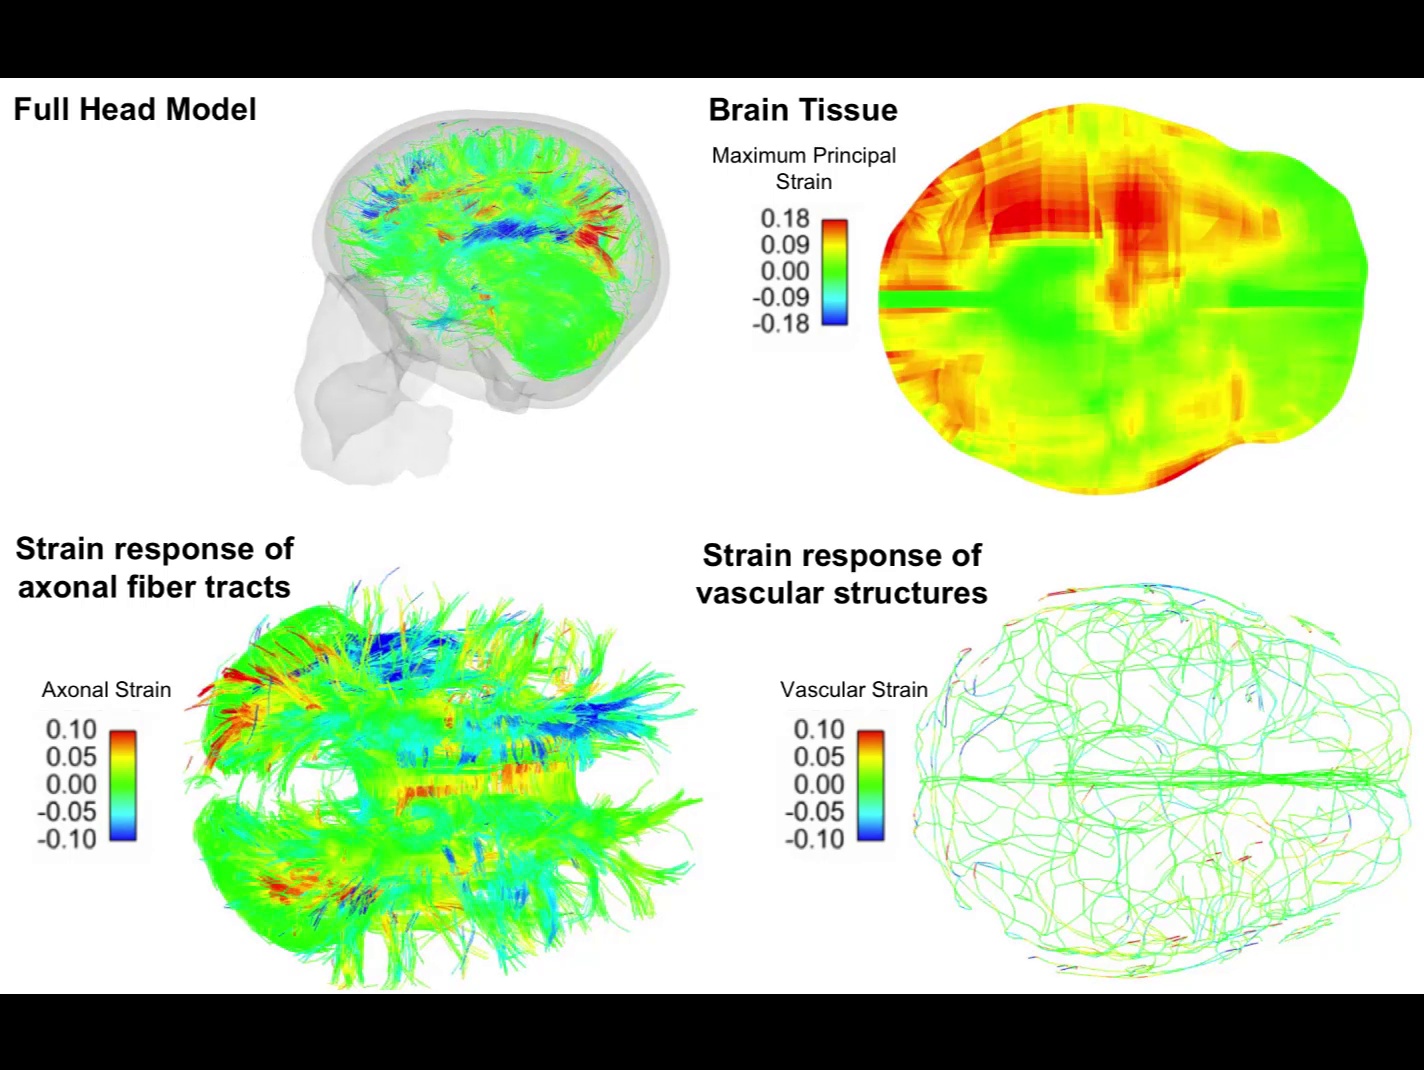 Full Head Model
Brain Tissue
Maximum Principal
Strain
0.18
0.09
0.00
-0.09
-0.18
Strain response of
axonal fiber tracts
Axonal Strain
0.10
0.05
0.00
-0.05
-0.10
Strain response of
vascular structures
Vascular Strain
0.10
0.05
0.00
-0.05
-0.10